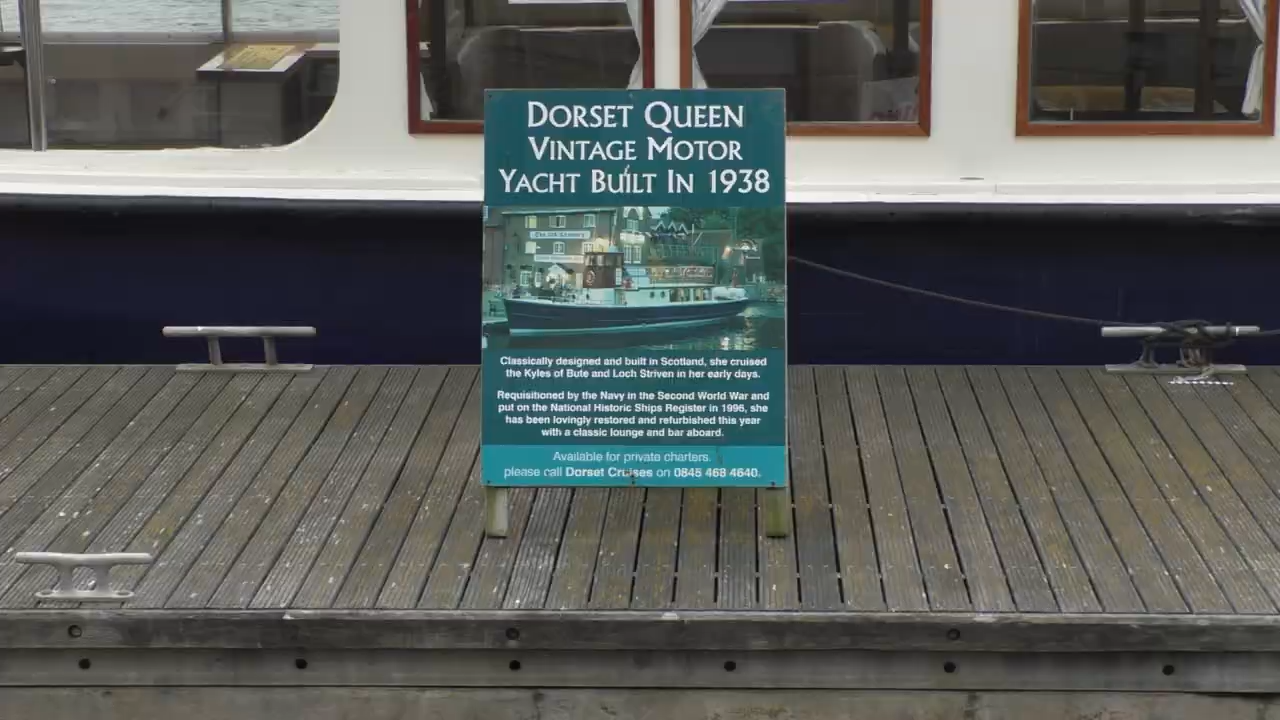 DORSET QUEEN
VINTAGE MOTOR
YACHT BUILT IN 1938
Classically designed and built in Scotland, she cruised
the Kyles of Bute and Loch Striven in her early days.
Requisitioned by the Navy in the Second World War and
put on the National Historic Ships Register in 1996, she
has been lovingly restored and refurbished this year
with a classic lounge and bar aboard.
Available for private charters.
please call Dorset Cruises on 0845 468 4640.